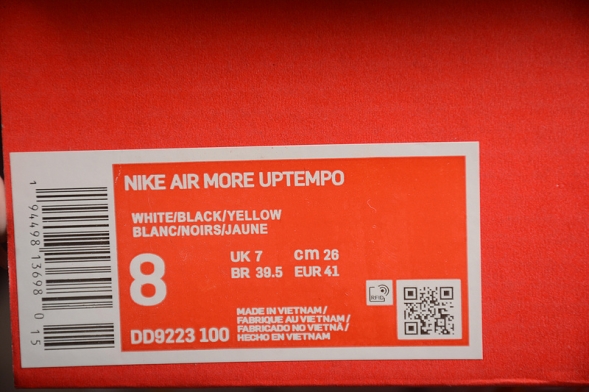 NIKE AIR MORE UPTEMPO
WHITE/BLACK/YELLOW
BLANC/NOIRS/JAUNE
8
UK 7 cm 26
BR 39.5 EUR 41
RFID
DD9223 100
MADE IN VIETNAM/
FABRIQUE AU VIETNAM/
FABRICADO NO VIETNÃ/
HECHO EN VIETNAM
1 94498 13698 0 15